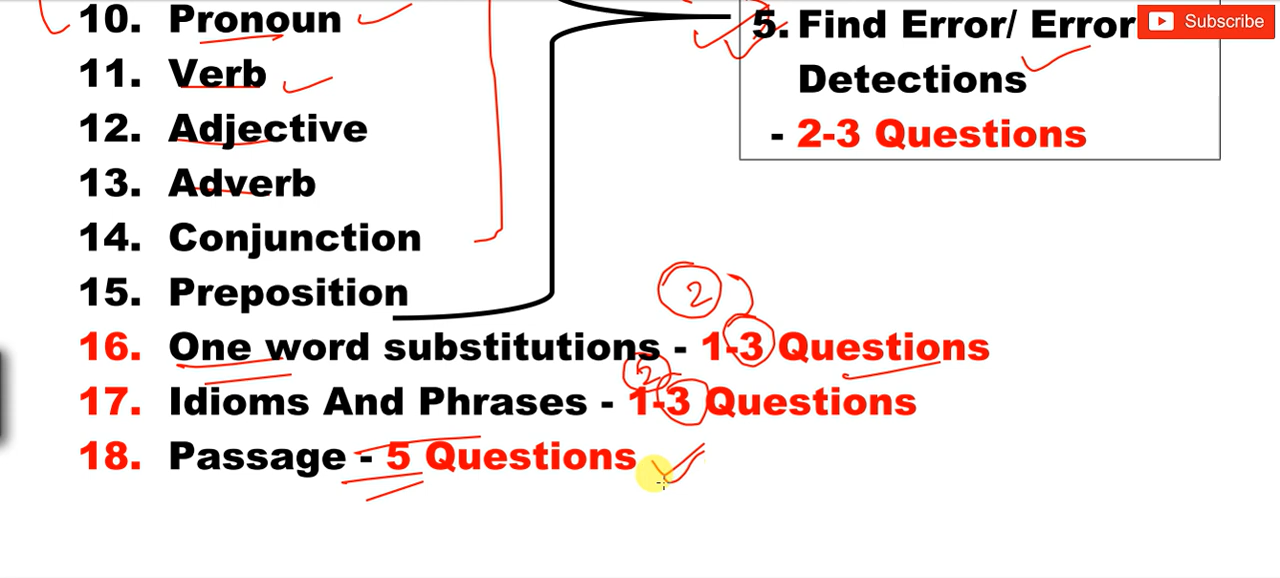 10. Pronoun
11. Verb
12. Adjective
13. Adverb
14. Conjunction
15. Preposition
16. One word substitutions - 1-3 Questions
17. Idioms And Phrases - 1-3 Questions
18. Passage - 5 Questions
5. Find Error/ Error
Detections
- 2-3 Questions
Subscribe
2
2